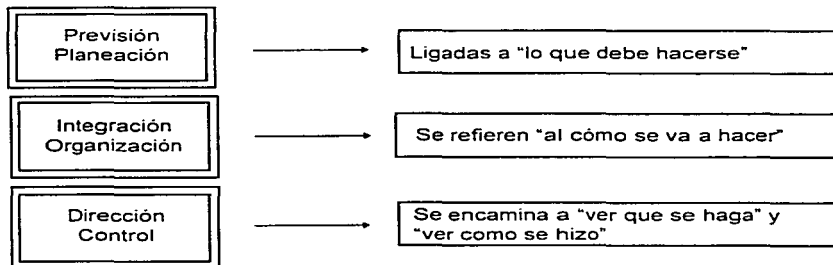 Previsión
Planeación
Ligadas a “lo que debe hacerse”
Integración
Organización
Se refieren “al cómo se va a hacer”
Dirección
Control
Se encamina a “ver que se haga” y
“ver como se hizo”